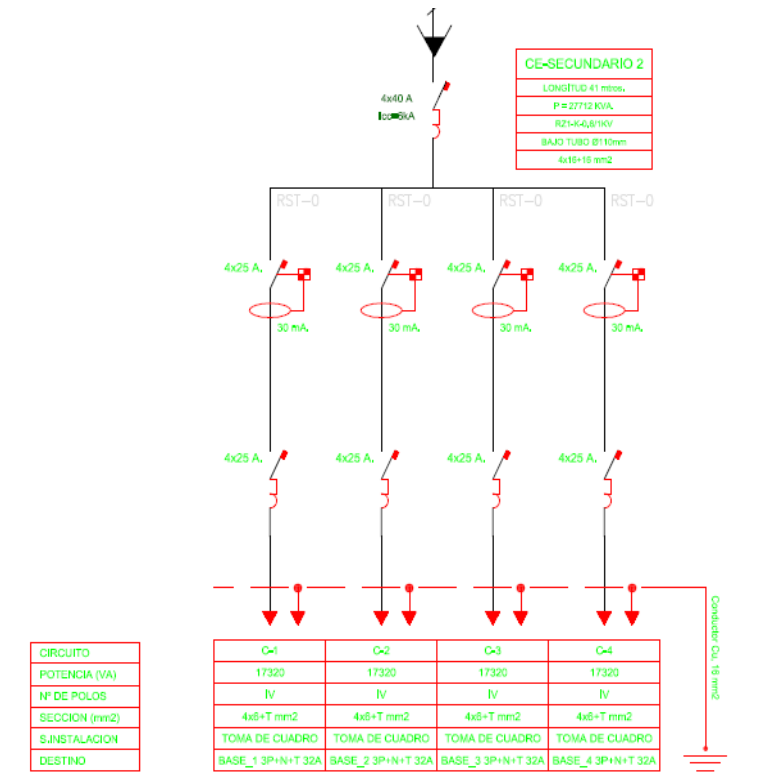 CE-SECUNDARIO 2
LONGITUD 41 mtros.
P = 27712 KVA.
RZ1-K-0,6/1KV
BAJO TUBO Ø110mm
4x16+16 mm2
4x40 A
Icc=6kA
RST-0 RST-0 RST-0 RST-0
4x25 A. 4x25 A. 4x25 A. 4x25 A.
30 mA. 30 mA. 30 mA. 30 mA.
4x25 A. 4x25 A. 4x25 A. 4x25 A.
Conductor Cu. 16 mm2
CIRCUITO C-1 C-2 C-3 C-4
POTENCIA (VA) 17320 17320 17320 17320
Nº DE POLOS IV IV IV IV
SECCION (mm2) 4x6+T mm2 4x6+T mm2 4x6+T mm2 4x6+T mm2
S.INSTALACION TOMA DE CUADRO TOMA DE CUADRO TOMA DE CUADRO TOMA DE CUADRO
DESTINO BASE_1 3P+N+T 32A BASE_2 3P+N+T 32A BASE_3 3P+N+T 32A BASE_4 3P+N+T 32A